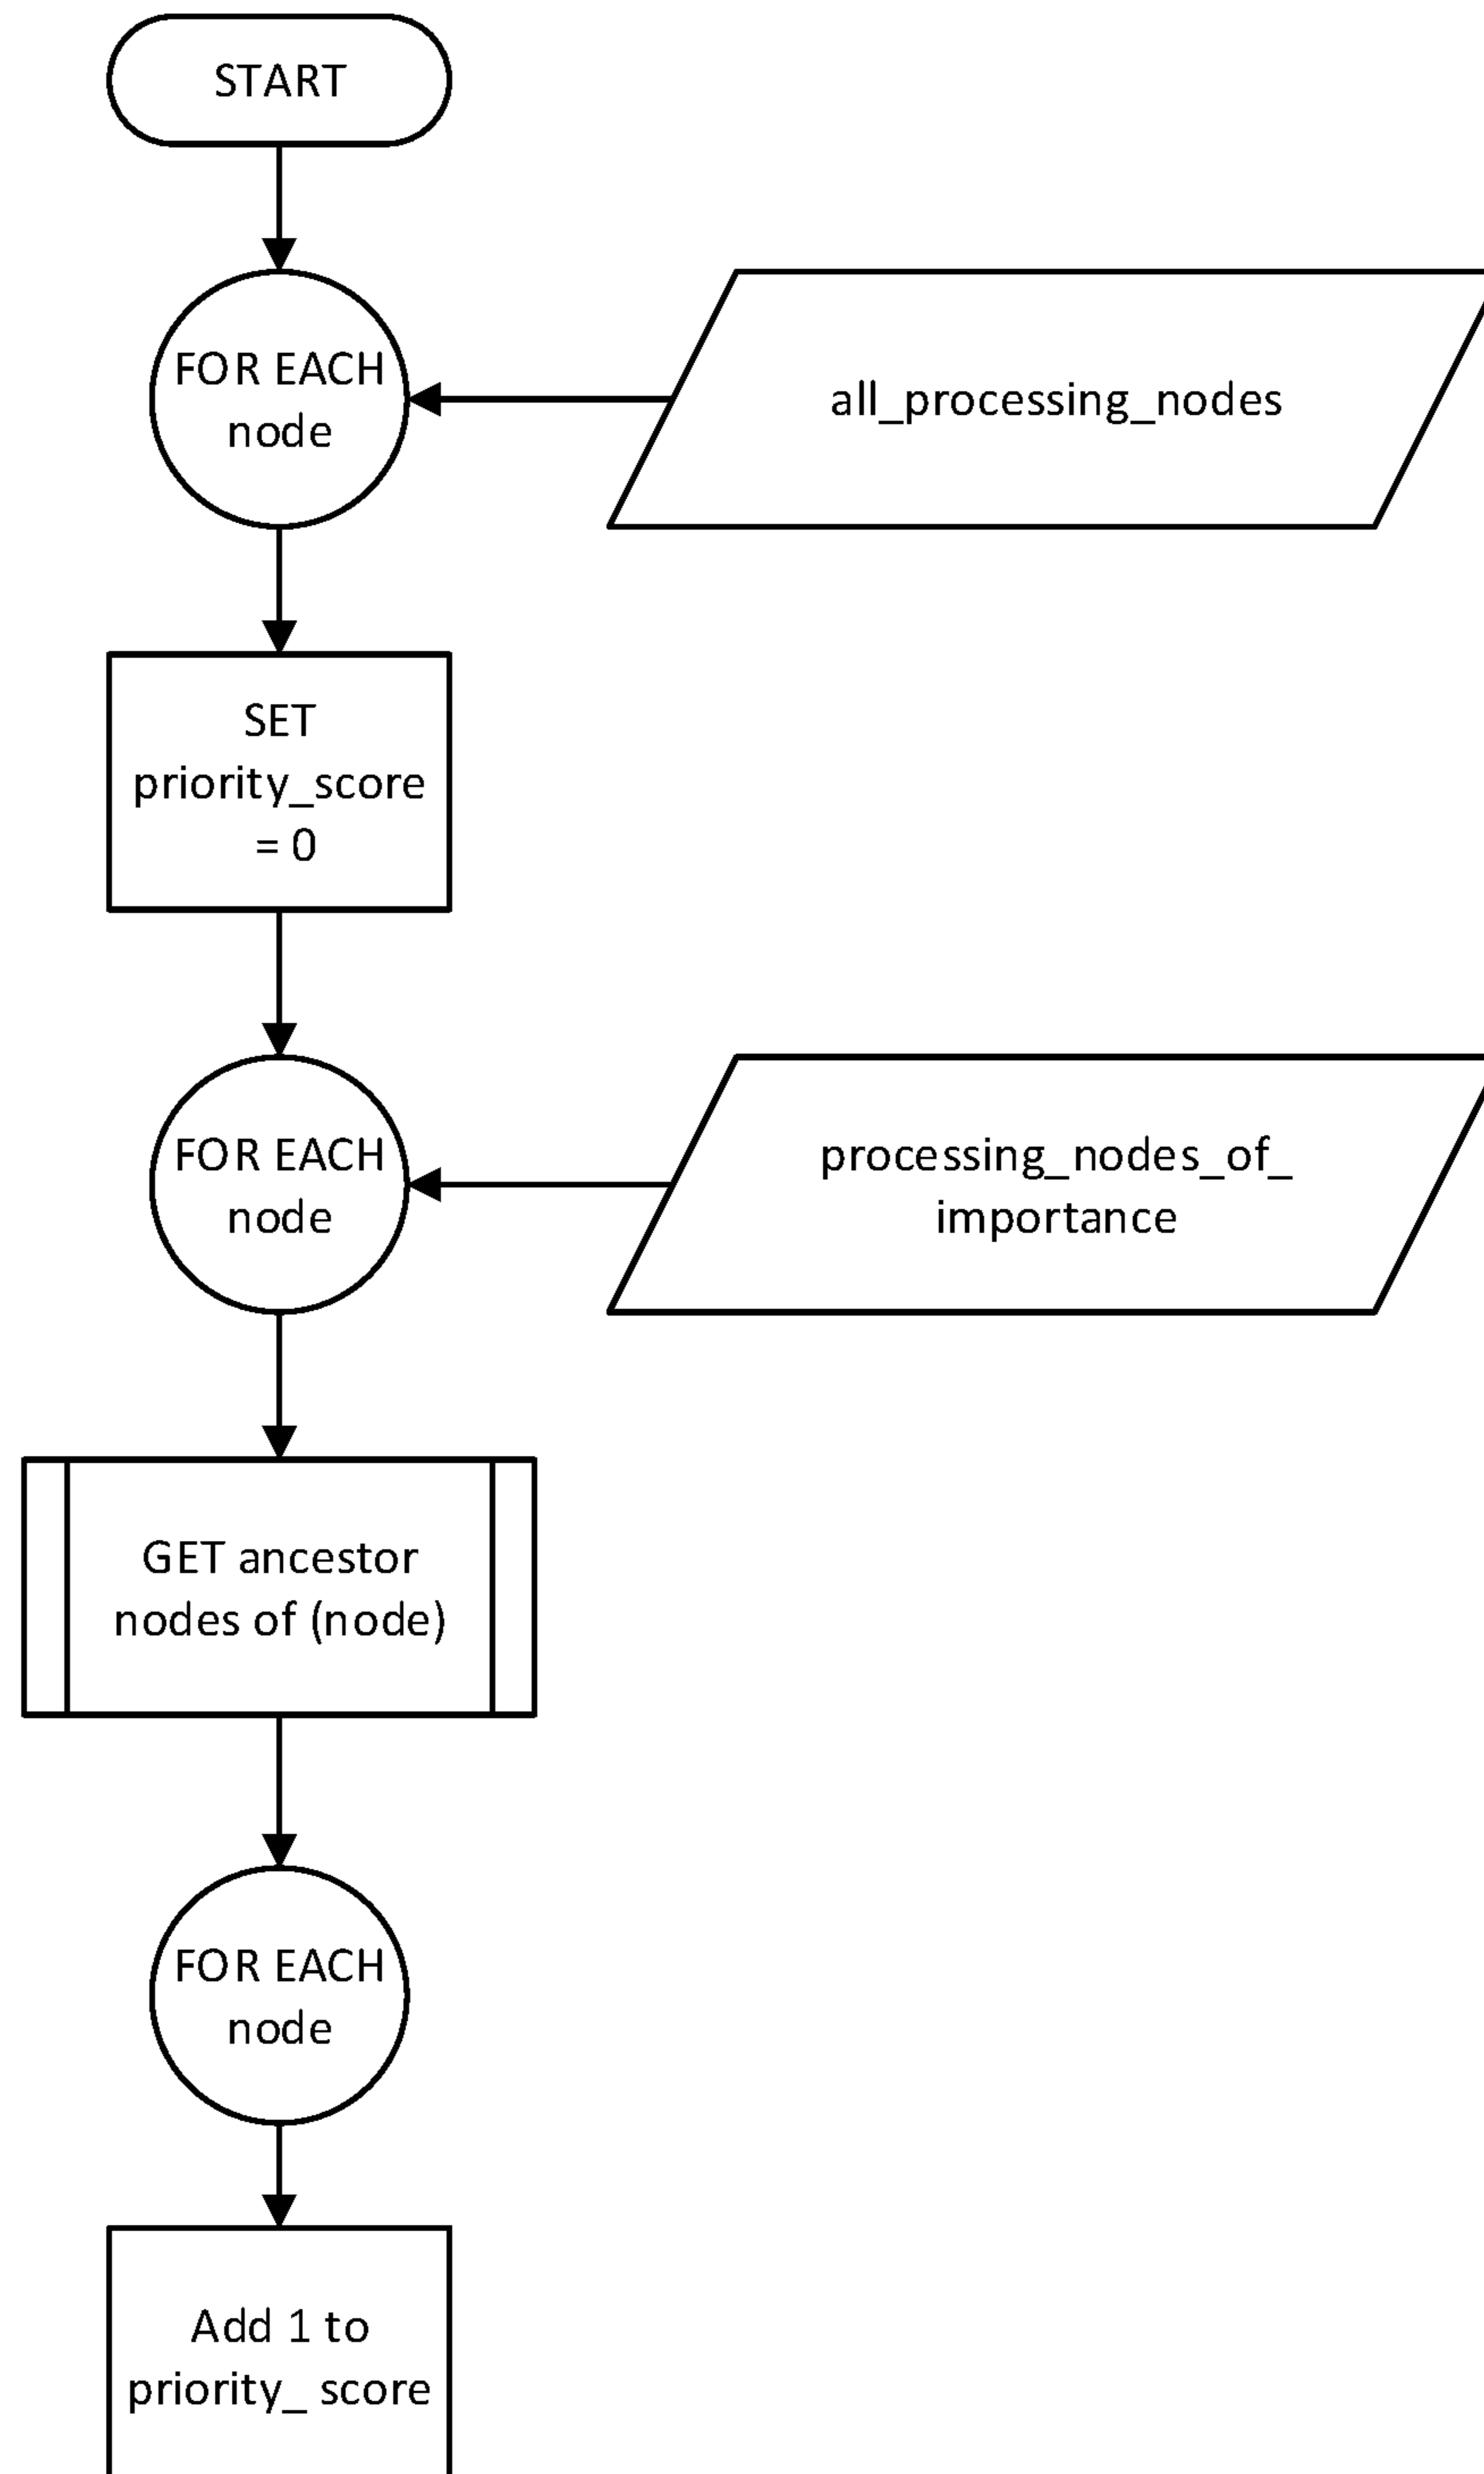 START
FOR EACH
node
all_processing_nodes
SET
priority_score
= 0
FOR EACH
node
processing_nodes_of_
importance
GET ancestor
nodes of (node)
FOR EACH
node
Add 1 to
priority_ score